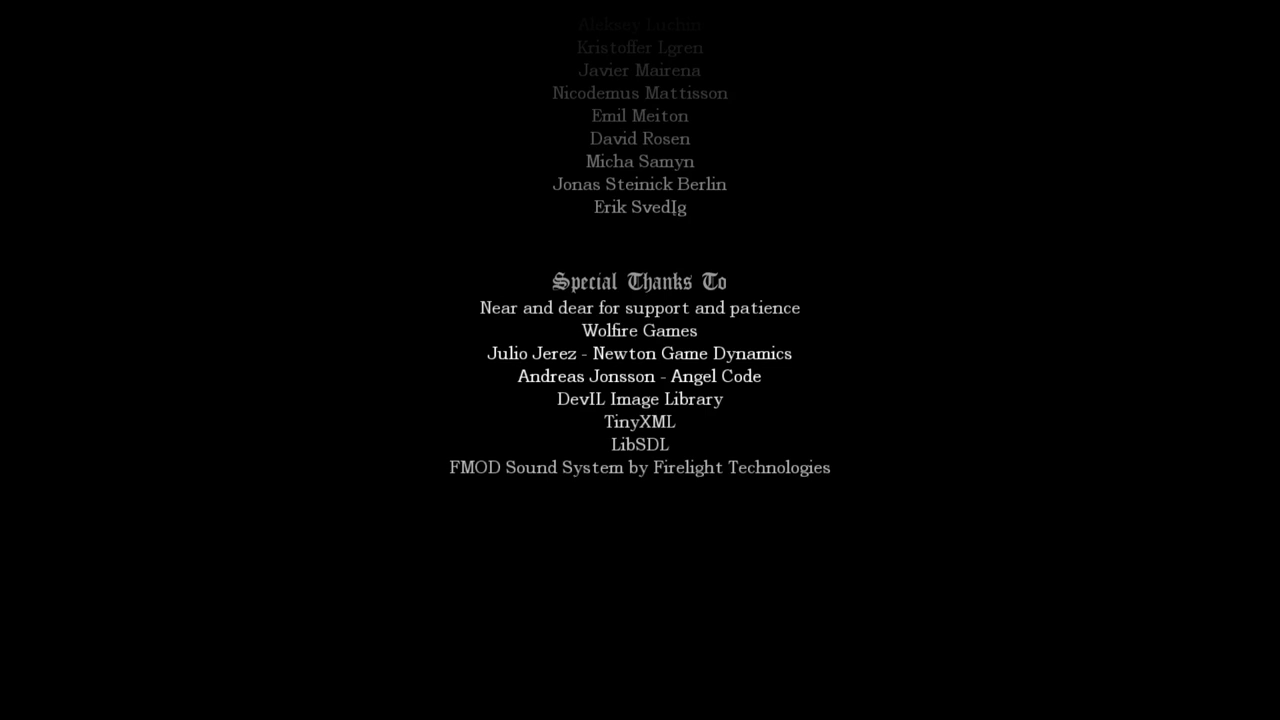 Aleksey Luchin
Kristoffer Lgren
Javier Mairena
Nicodemus Mattisson
Emil Meiton
David Rosen
Micha Samyn
Jonas Steinick Berlin
Erik SvedIg
Special Thanks To
Near and dear for support and patience
Wolfire Games
Julio Jerez - Newton Game Dynamics
Andreas Jonsson - Angel Code
DevIL Image Library
TinyXML
LibSDL
FMOD Sound System by Firelight Technologies